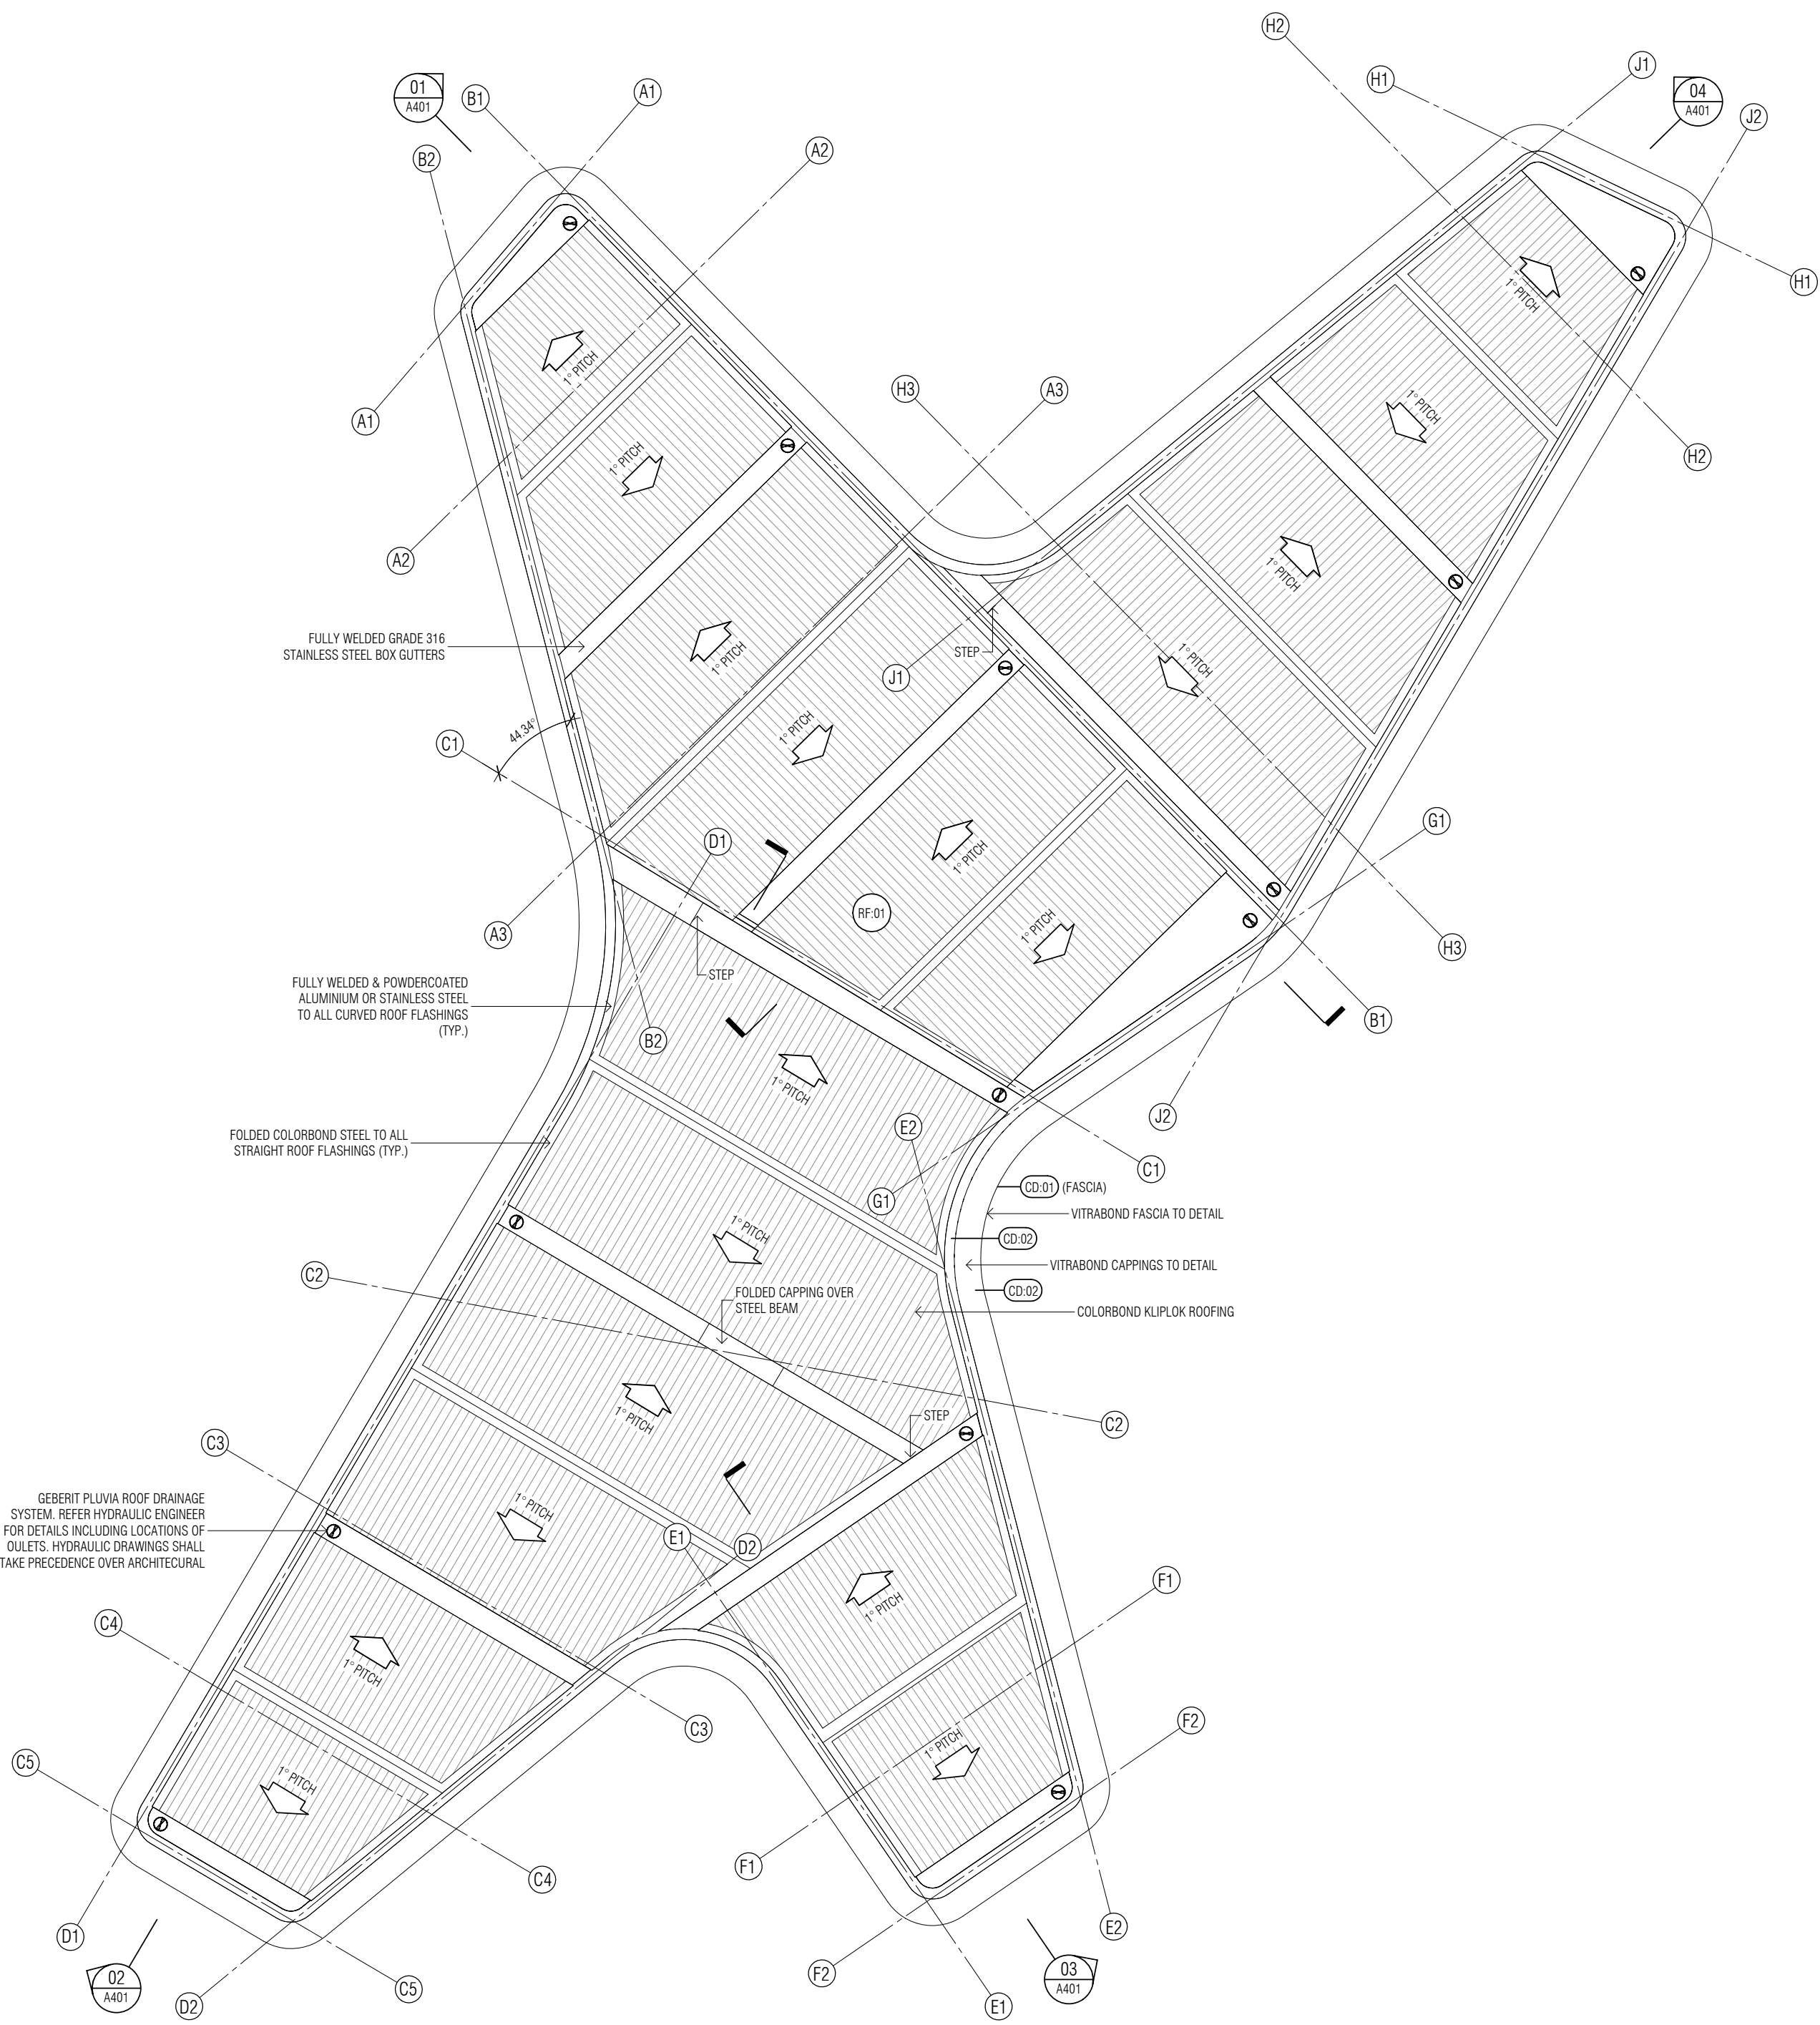 H2
J1
H1
01
A401
04
A401
A1
B1
J2
A2
B2
H1
1° PITCH
1° PITCH
H3
A3
1° PITCH
A1
1° PITCH
H2
A2
1° PITCH
FULLY WELDED GRADE 316
STAINLESS STEEL BOX GUTTERS
1° PITCH
STEP
1° PITCH
J1
44.34°
C1
1° PITCH
G1
D1
1° PITCH
RF:01
A3
1° PITCH
H3
STEP
FULLY WELDED & POWDERCOATED
ALUMINIUM OR STAINLESS STEEL
TO ALL CURVED ROOF FLASHINGS
(TYP.)
B1
B2
1° PITCH
J2
E2
FOLDED COLORBOND STEEL TO ALL
STRAIGHT ROOF FLASHINGS (TYP.)
C1
CD:01
(FASCIA)
G1
VITRABOND FASCIA TO DETAIL
1° PITCH
CD:02
VITRABOND CAPPINGS TO DETAIL
C2
CD:02
FOLDED CAPPING OVER
STEEL BEAM
COLORBOND KLIPLOK ROOFING
1° PITCH
STEP
C2
C3
GEBERIT PLUVIA ROOF DRAINAGE
SYSTEM. REFER HYDRAULIC ENGINEER
FOR DETAILS INCLUDING LOCATIONS OF
OULETS. HYDRAULIC DRAWINGS SHALL
TAKE PRECEDENCE OVER ARCHITECURAL
1° PITCH
E1
D2
F1
1° PITCH
C4
1° PITCH
C3
F2
1° PITCH
C5
1° PITCH
F1
C4
D1
E2
02
A401
03
A401
F2
C5
D2
E1